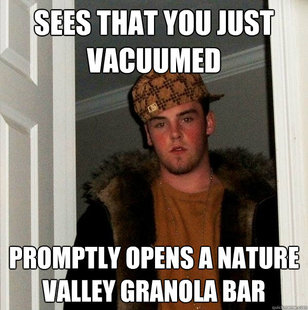 SEES THAT YOU JUST
VACUUMED
PROMPTLY OPENS A NATURE
VALLEY GRANOLA BAR